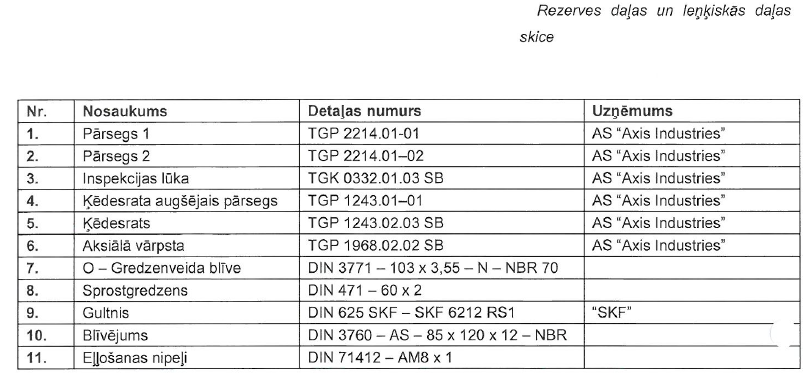 Rezerves daļas un leņķiskās daļas
skice
Nr. Nosaukums Detaļas numurs Uzņēmums
1. Pārsegs 1 TGP 2214.01-01 AS “Axis Industries”
2. Pārsegs 2 TGP 2214.01–02 AS “Axis Industries”
3. Inspekcijas lūka TGK 0332.01.03 SB AS “Axis Industries”
4. Ķēdesrata augšējais pārsegs TGP 1243.01–01 AS “Axis Industries”
5. Ķēdesrats TGP 1243.02.03 SB AS “Axis Industries”
6. Aksiālā vārpsta TGP 1968.02.02 SB AS “Axis Industries”
7. O – Gredzenveida blīve DIN 3771 – 103 x 3,55 – N – NBR 70
8. Sprostgredzens DIN 471 – 60 x 2
9. Gultnis DIN 625 SKF – SKF 6212 RS1 “SKF”
10. Blīvējums DIN 3760 – AS – 85 x 120 x 12 – NBR
11. Eļļošanas nipeļi DIN 71412 – AM8 x 1